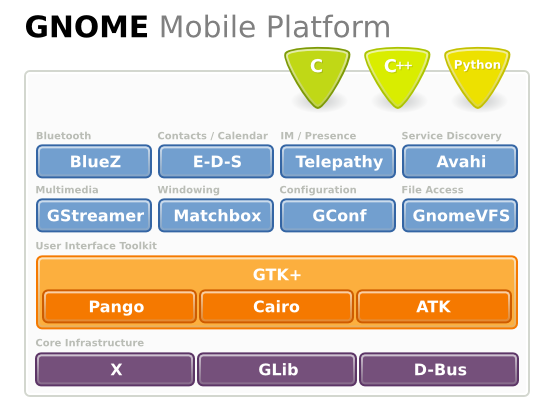 GNOME Mobile Platform
C C++ Python
Bluetooth Contacts / Calendar IM / Presence Service Discovery
BlueZ E-D-S Telepathy Avahi
Multimedia Windowing Configuration File Access
GStreamer Matchbox GConf GnomeVFS
User Interface Toolkit
GTK+
Pango Cairo ATK
Core Infrastructure
X GLib D-Bus